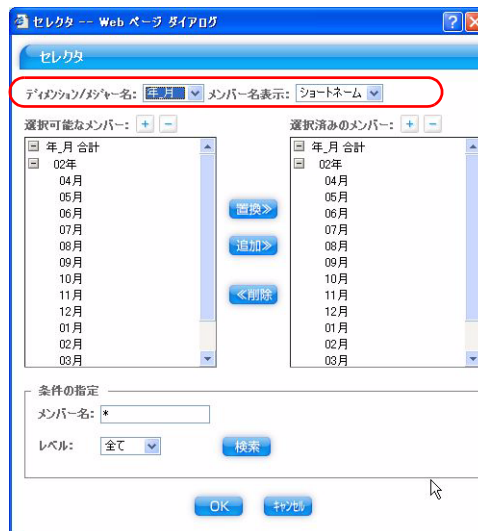 セレクタ -- Web ページ ダイアログ
セレクタ
ディメンション/メジャー名: 年_月 メンバー名表示: ショートネーム
選択可能なメンバー: + −
年_月 合計
02年
04月
05月
06月
07月
08月
09月
10月
11月
12月
01月
02月
03月
置換≫
追加≫
≪削除
選択済みのメンバー: + −
年_月 合計
02年
04月
05月
06月
07月
08月
09月
10月
11月
12月
01月
02月
03月
条件の指定
メンバー名: *
レベル: 全て 検索
OK キャンセル